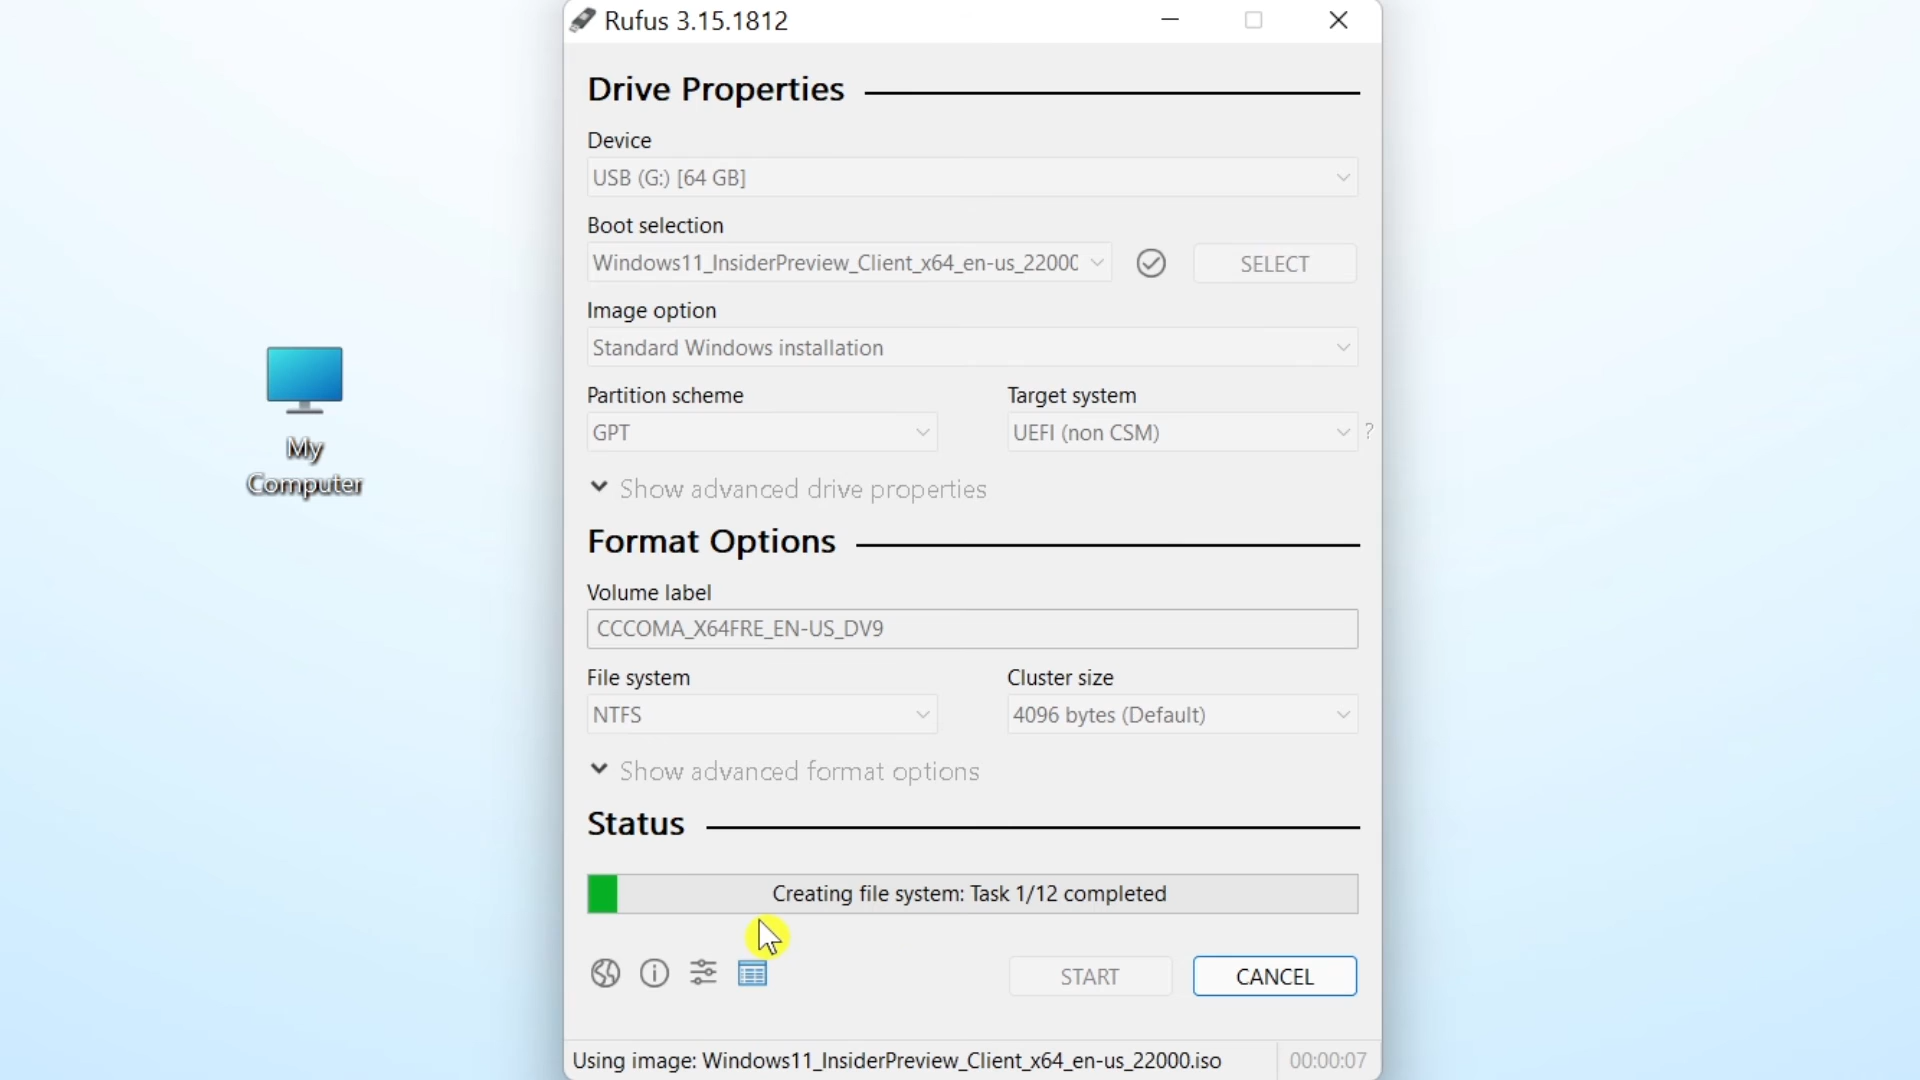 Rufus 3.15.1812
Drive Properties
Device
USB (G:) [64 GB]
Boot selection
Windows11_InsiderPreview_Client_x64_en-us_22000
SELECT
Image option
Standard Windows installation
Partition scheme
Target system
GPT
UEFI (non CSM)
?
Show advanced drive properties
Format Options
Volume label
CCCOMA_X64FRE_EN-US_DV9
File system
Cluster size
NTFS
4096 bytes (Default)
Show advanced format options
Status
Creating file system: Task 1/12 completed
START
CANCEL
Using image: Windows11_InsiderPreview_Client_x64_en-us_22000.iso
00:00:07
My
Computer